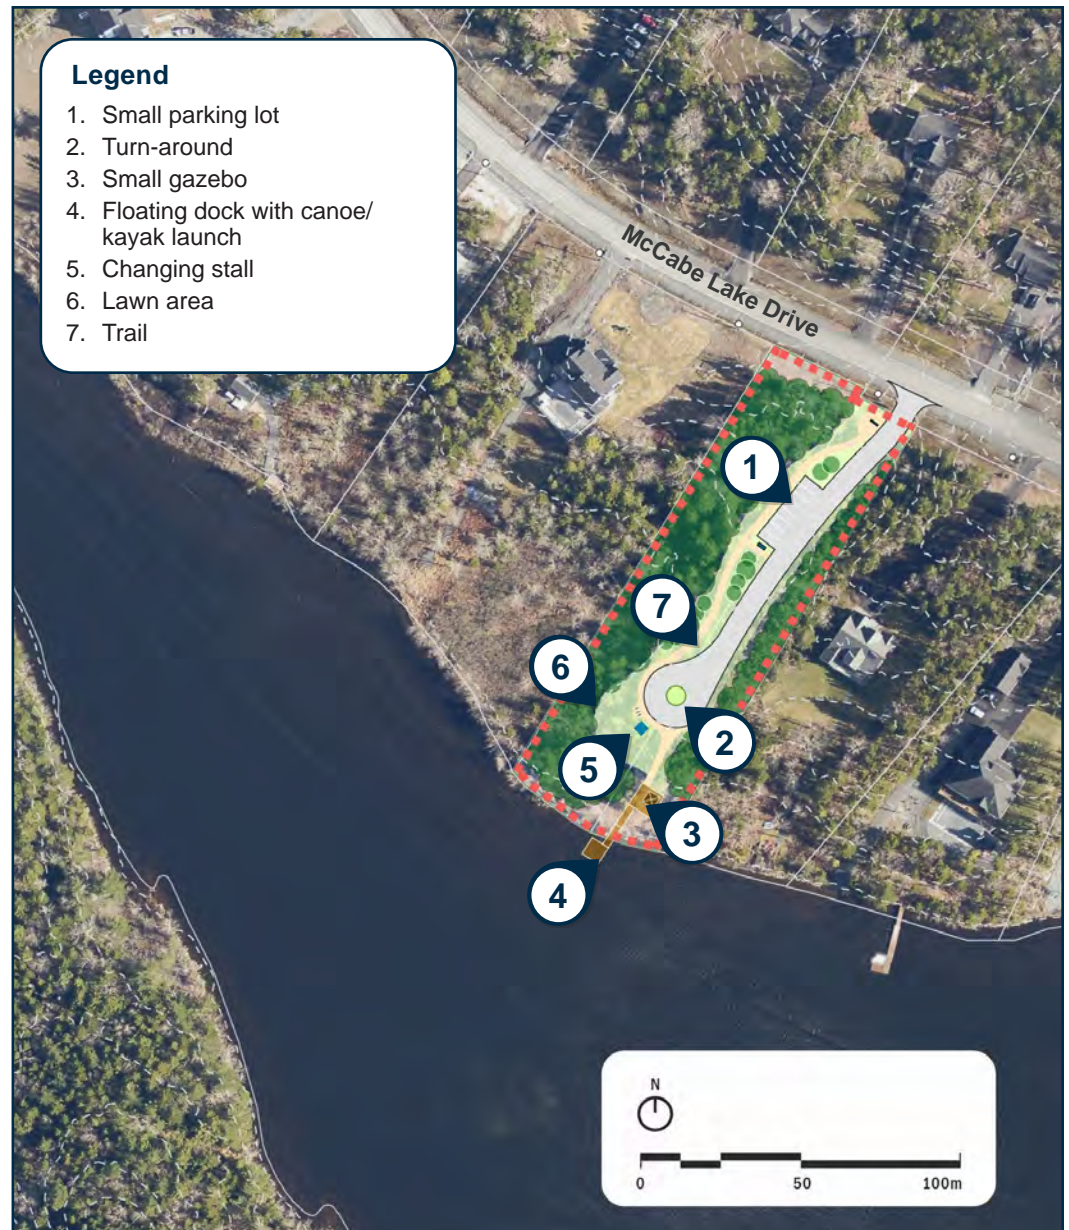 Legend
1. Small parking lot
2. Turn-around
3. Small gazebo
4. Floating dock with canoe/
kayak launch
5. Changing stall
6. Lawn area
7. Trail
McCabe Lake Drive
1
7
6
2
5
3
4
N
0 50 100m